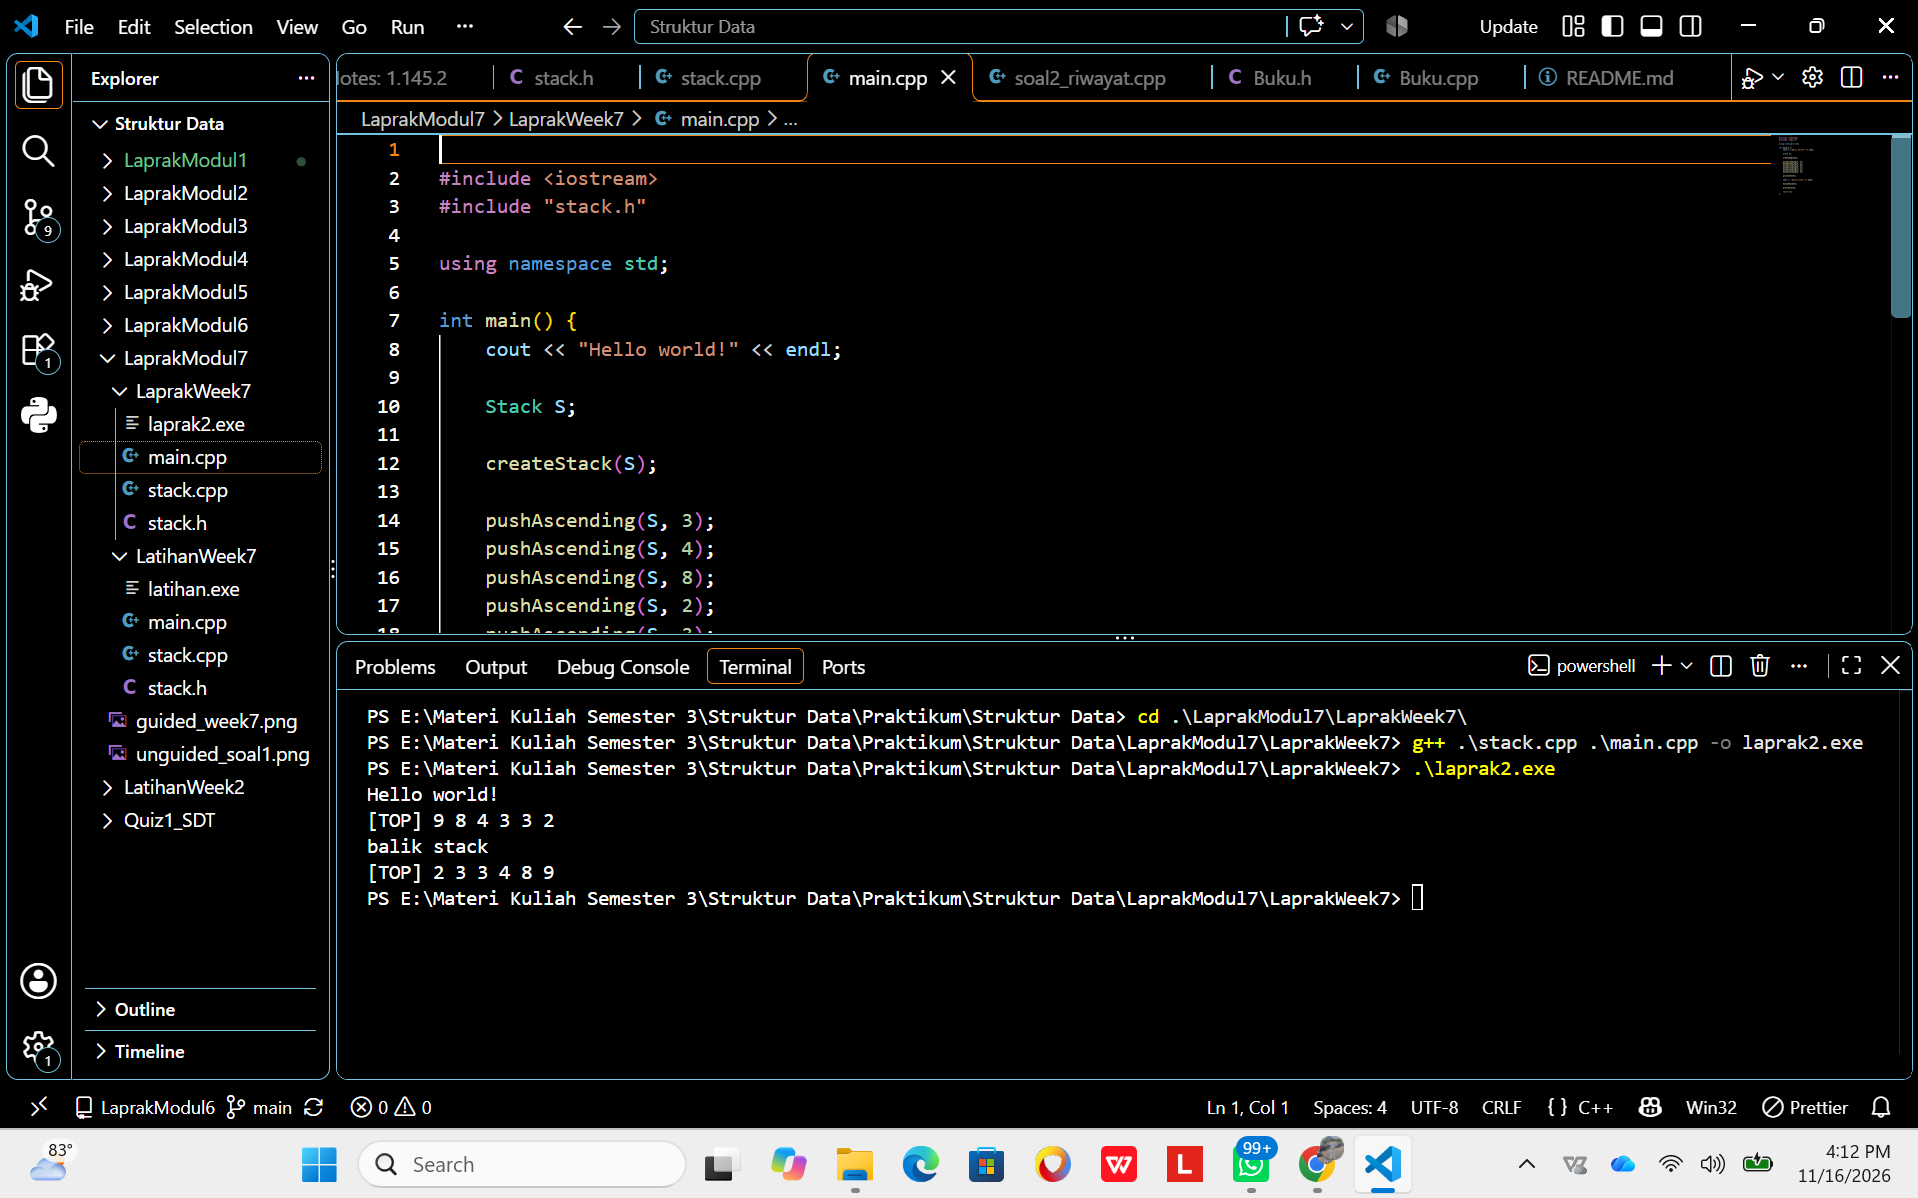 File Edit Selection View Go Run ··· Struktur Data Update
Explorer ···
otes: 1.145.2 stack.h stack.cpp main.cpp soal2_riwayat.cpp Buku.h Buku.cpp README.md
LaprakModul7 > LaprakWeek7 > main.cpp > ...
Struktur Data
LaprakModul1
LaprakModul2
LaprakModul3
LaprakModul4
LaprakModul5
LaprakModul6
LaprakModul7
LaprakWeek7
laprak2.exe
main.cpp
stack.cpp
stack.h
LatihanWeek7
latihan.exe
main.cpp
stack.cpp
stack.h
guided_week7.png
unguided_soal1.png
LatihanWeek2
Quiz1_SDT
Outline
Timeline
9
1
1
1
2 #include <iostream>
3 #include "stack.h"
4
5 using namespace std;
6
7 int main() {
8 cout << "Hello world!" << endl;
9
10 Stack S;
11
12 createStack(S);
13
14 pushAscending(S, 3);
15 pushAscending(S, 4);
16 pushAscending(S, 8);
17 pushAscending(S, 2);
18 pushAscending(S, 3);
Problems Output Debug Console Terminal Ports powershell
PS E:\Materi Kuliah Semester 3\Struktur Data\Praktikum\Struktur Data> cd .\LaprakModul7\LaprakWeek7\
PS E:\Materi Kuliah Semester 3\Struktur Data\Praktikum\Struktur Data\LaprakModul7\LaprakWeek7> g++ .\stack.cpp .\main.cpp -o laprak2.exe
PS E:\Materi Kuliah Semester 3\Struktur Data\Praktikum\Struktur Data\LaprakModul7\LaprakWeek7> .\laprak2.exe
Hello world!
[TOP] 9 8 4 3 3 2
balik stack
[TOP] 2 3 3 4 8 9
PS E:\Materi Kuliah Semester 3\Struktur Data\Praktikum\Struktur Data\LaprakModul7\LaprakWeek7>
LaprakModul6 main 0 0 Ln 1, Col 1 Spaces: 4 UTF-8 CRLF {} C++ Win32 Prettier
83° Search 99+ 4:12 PM
11/16/2026